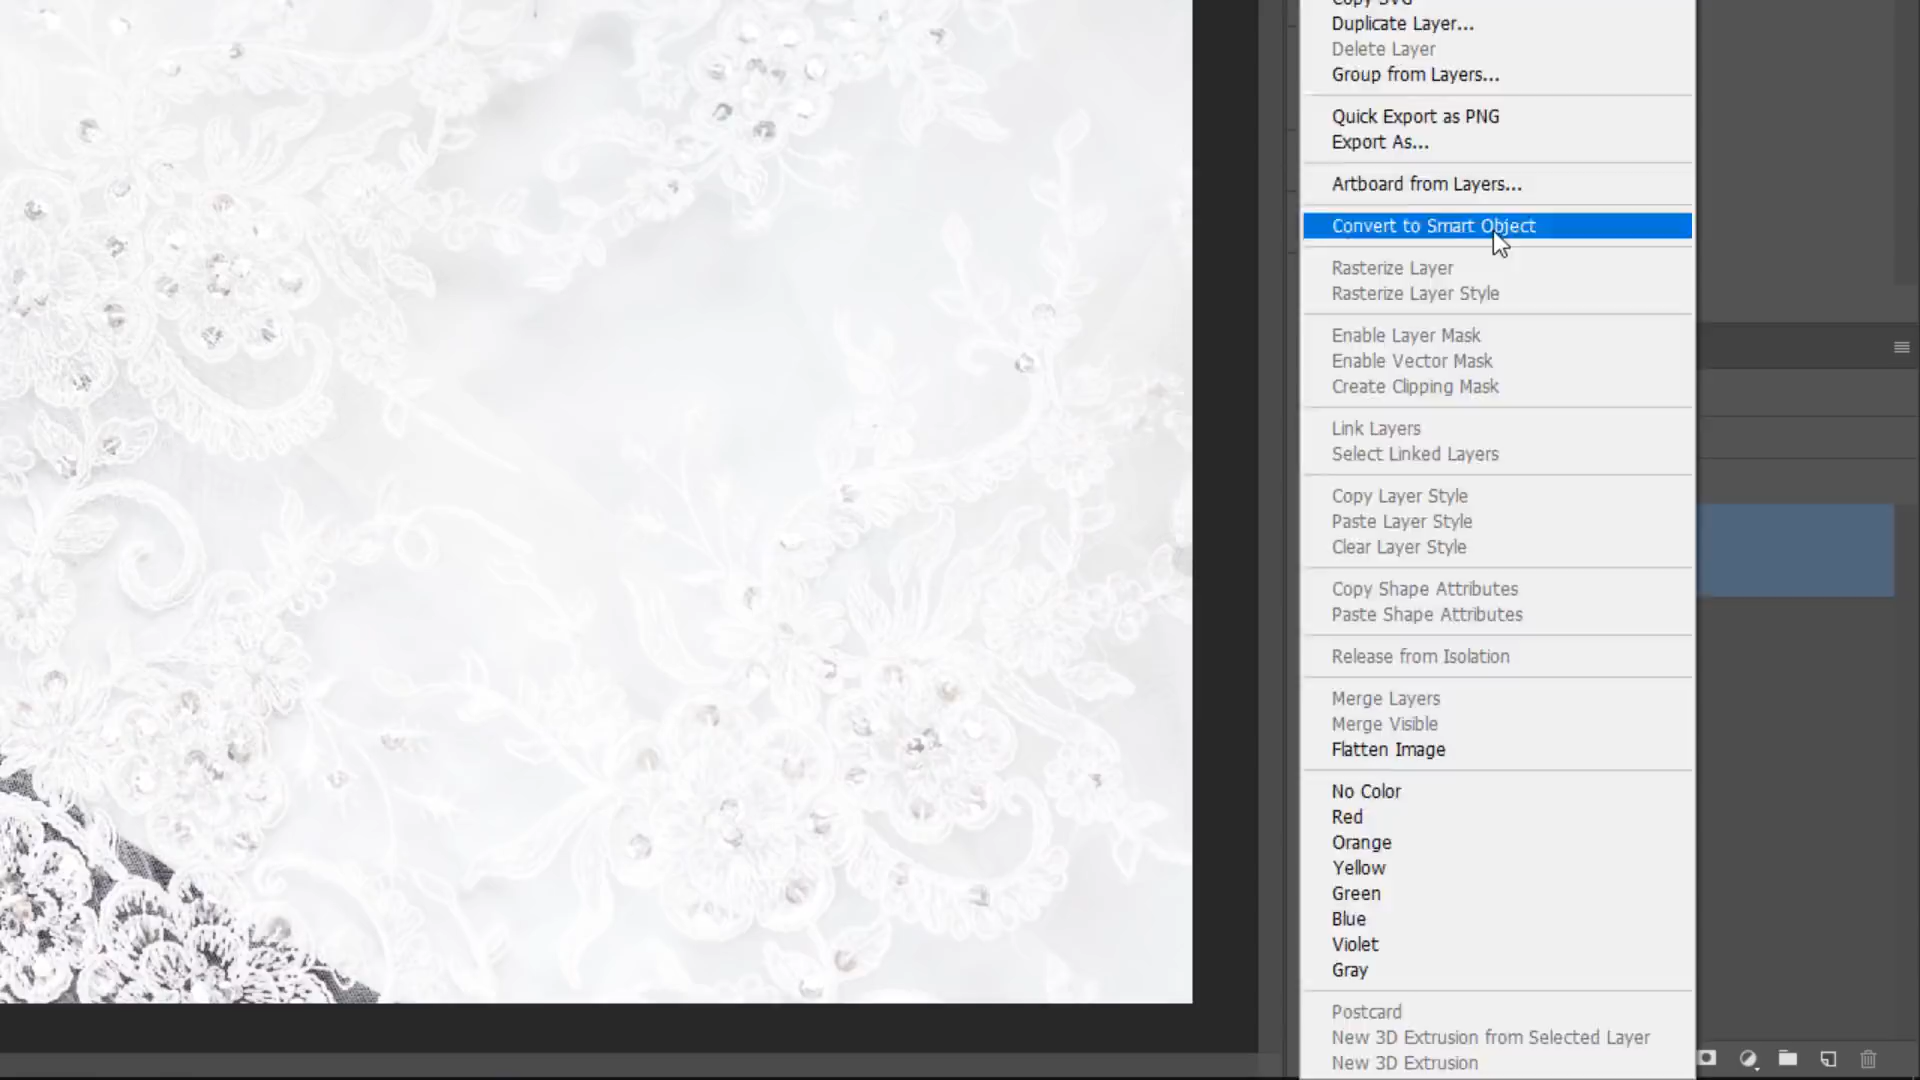 Copy SVG
Duplicate Layer...
Delete Layer
Group from Layers...
Quick Export as PNG
Export As...
Artboard from Layers...
Convert to Smart Object
Rasterize Layer
Rasterize Layer Style
Enable Layer Mask
Enable Vector Mask
Create Clipping Mask
Link Layers
Select Linked Layers
Copy Layer Style
Paste Layer Style
Clear Layer Style
Copy Shape Attributes
Paste Shape Attributes
Release from Isolation
Merge Layers
Merge Visible
Flatten Image
No Color
Red
Orange
Yellow
Green
Blue
Violet
Gray
Postcard
New 3D Extrusion from Selected Layer
New 3D Extrusion